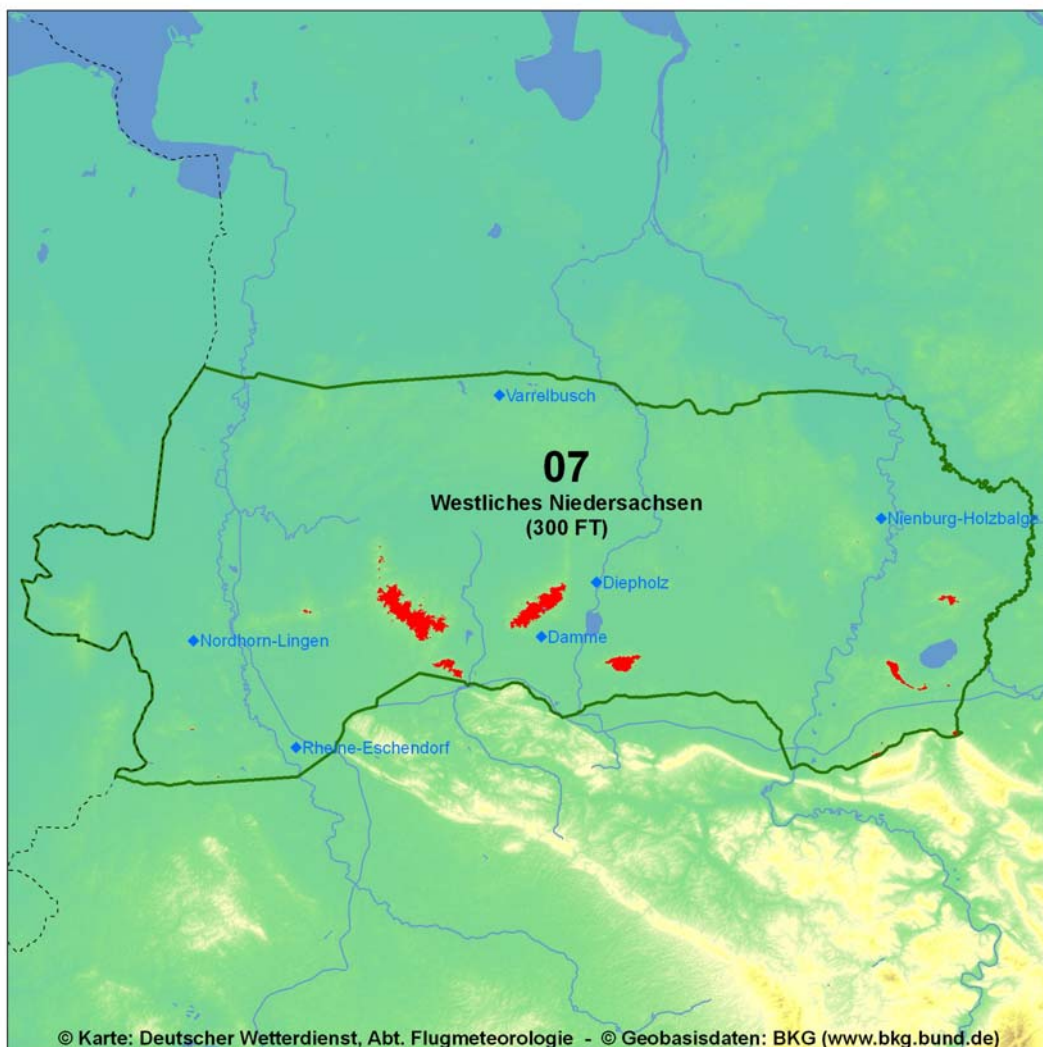 Varrelbusch
07
Westliches Niedersachsen
(300 FT)
Nienburg-Holzbalge
Diepholz
Damme
Nordhorn-Lingen
Rheine-Eschendorf
© Karte: Deutscher Wetterdienst, Abt. Flugmeteorologie - © Geobasisdaten: BKG (www.bkg.bund.de)